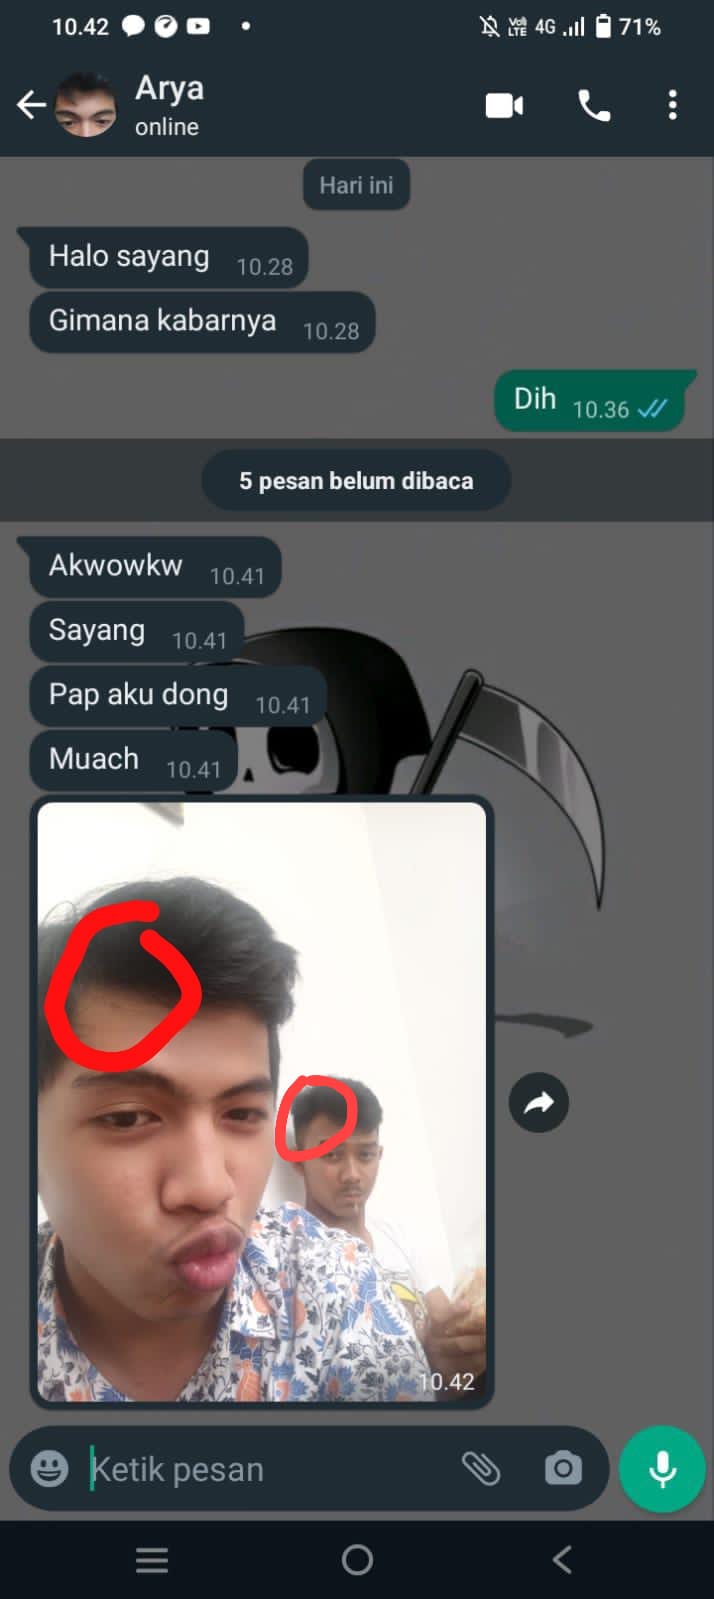 10.42
VoD LTE 4G 71%
Arya
online
Hari ini
Halo sayang 10.28
Gimana kabarnya 10.28
Dih 10.36
5 pesan belum dibaca
Akwowkw 10.41
Sayang 10.41
Pap aku dong 10.41
Muach 10.41
10.42
Ketik pesan